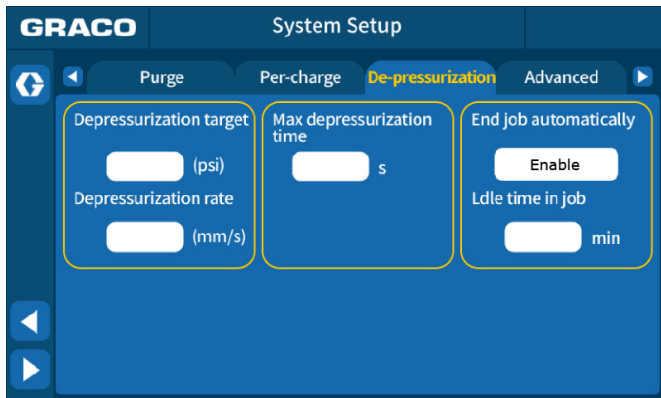 GRACO
System Setup
Purge
Per-charge
De-pressurization
Advanced
Depressurization target
(psi)
Depressurization rate
(mm/s)
Max depressurization
time
s
End job automatically
Enable
Ldle time in job
min